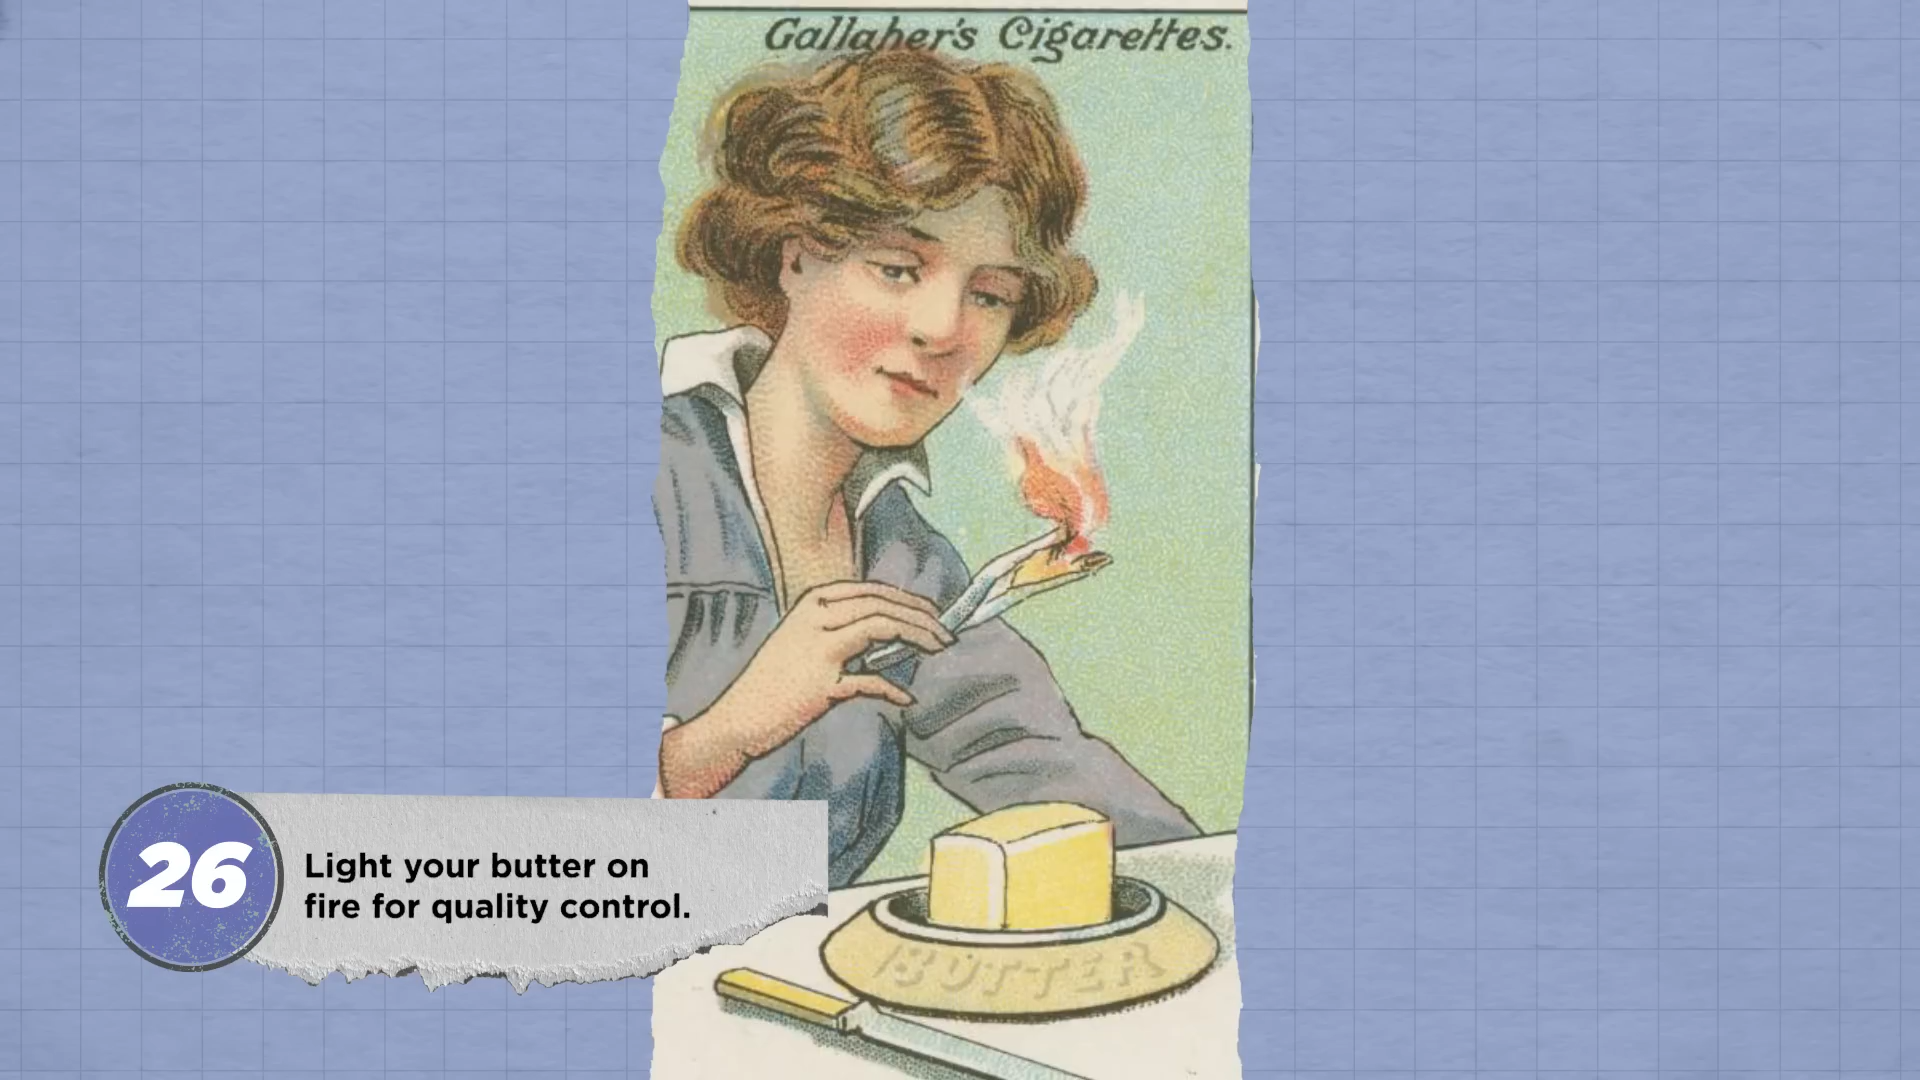 Gallaher's Cigarettes.
26
Light your butter on
fire for quality control.
BUTTER